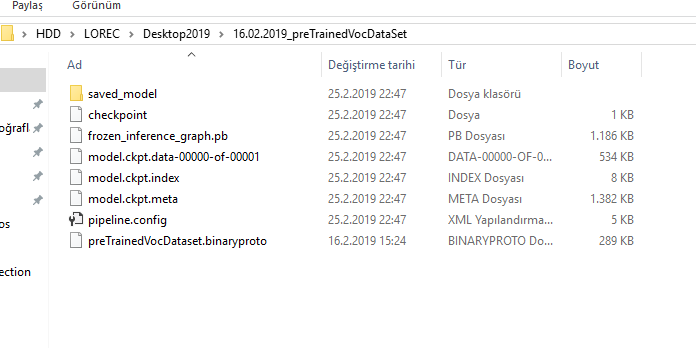 Paylaş Görünüm
HDD > LOREC > Desktop2019 > 16.02.2019_preTrainedVocDataSet
Ad Değiştirme tarihi Tür Boyut
saved_model 25.2.2019 22:47 Dosya klasörü
checkpoint 25.2.2019 22:47 Dosya 1 KB
frozen_inference_graph.pb 25.2.2019 22:47 PB Dosyası 1.186 KB
model.ckpt.data-00000-of-00001 25.2.2019 22:47 DATA-00000-OF-0... 534 KB
model.ckpt.index 25.2.2019 22:47 INDEX Dosyası 8 KB
model.ckpt.meta 25.2.2019 22:47 META Dosyası 1.382 KB
pipeline.config 25.2.2019 22:47 XML Yapılandırma... 5 KB
preTrainedVocDataset.binaryproto 16.2.2019 15:24 BINARYPROTO Do... 289 KB
oğrafl
os
ection